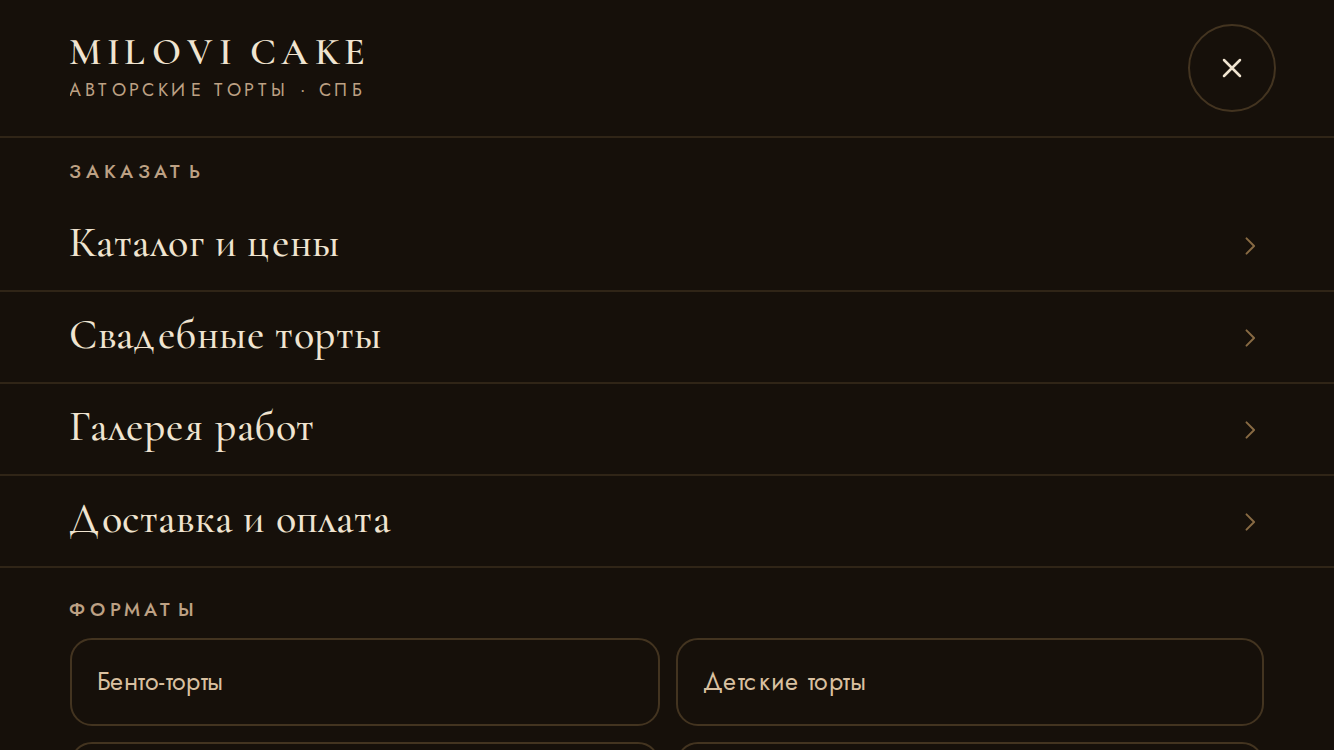 MILOVI CAKE
АВТОРСКИЕ ТОРТЫ · СПБ
ЗАКАЗАТЬ
Каталог и цены
Свадебные торты
Галерея работ
Доставка и оплата
ФОРМАТЫ
Бенто-торты
Детские торты